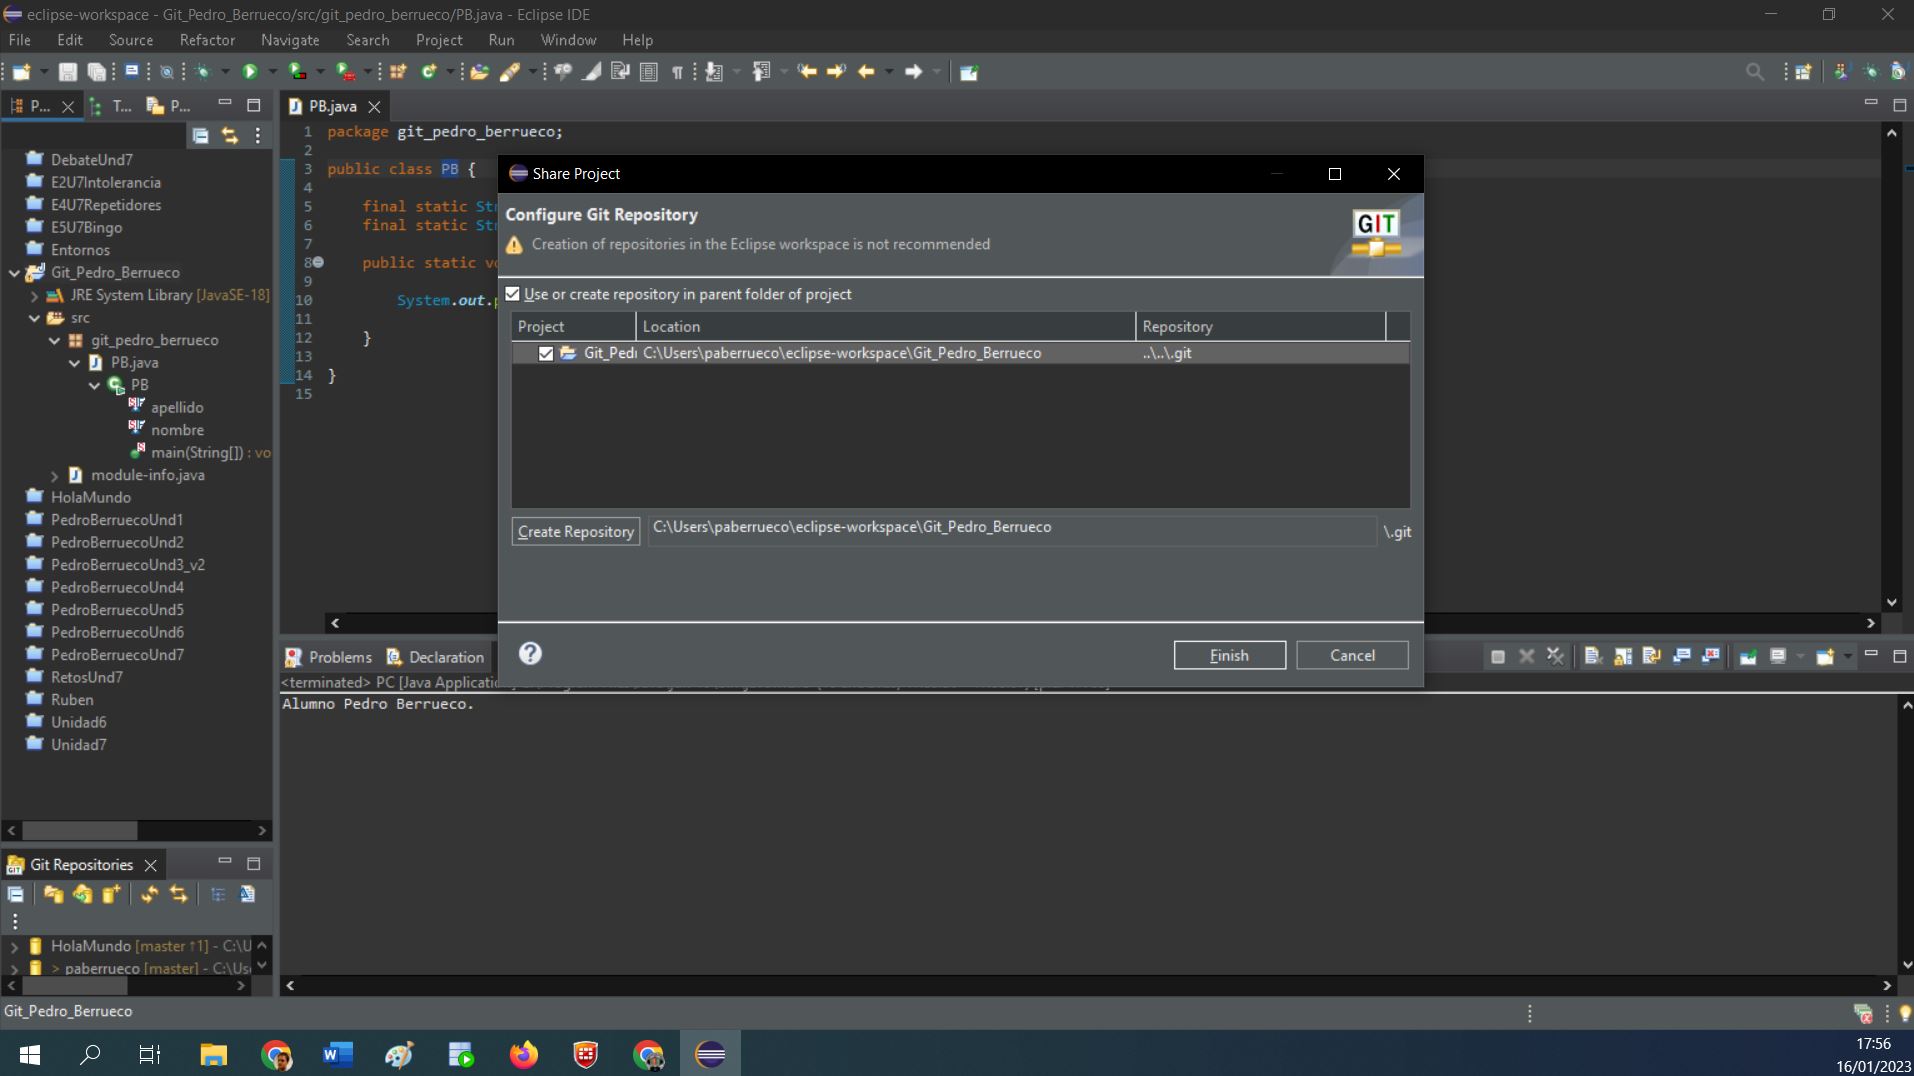 eclipse-workspace - Git_Pedro_Berrueco/src/git_pedro_berrueco/PB.java - Eclipse IDE
File Edit Source Refactor Navigate Search Project Run Window Help
P... T... P...
PB.java
DebateUnd7
E2U7Intolerancia
E4U7Repetidores
E5U7Bingo
Entornos
Git_Pedro_Berrueco
JRE System Library [JavaSE-18]
src
git_pedro_berrueco
PB.java
PB
apellido
nombre
main(String[]) : vo
module-info.java
HolaMundo
PedroBerruecoUnd1
PedroBerruecoUnd2
PedroBerruecoUnd3_v2
PedroBerruecoUnd4
PedroBerruecoUnd5
PedroBerruecoUnd6
PedroBerruecoUnd7
RetosUnd7
Ruben
Unidad6
Unidad7
1 package git_pedro_berrueco;
2
3 public class PB {
4
5 final static Str
6 final static Str
7
8 public static vo
9
10 System.out.p
11
12 }
13
14 }
15
Share Project
Configure Git Repository
GIT
Creation of repositories in the Eclipse workspace is not recommended
Use or create repository in parent folder of project
Project Location Repository
Git_Ped C:\Users\paberrueco\eclipse-workspace\Git_Pedro_Berrueco ..\..\.git
Create Repository C:\Users\paberrueco\eclipse-workspace\Git_Pedro_Berrueco \.git
Finish Cancel
Problems Declaration
<terminated> PC [Java Applicatio
Alumno Pedro Berrueco.
Git Repositories
HolaMundo [master ↑1] - C:\U
> paberrueco [master] - C:\Use
Git_Pedro_Berrueco
17:56
16/01/2023